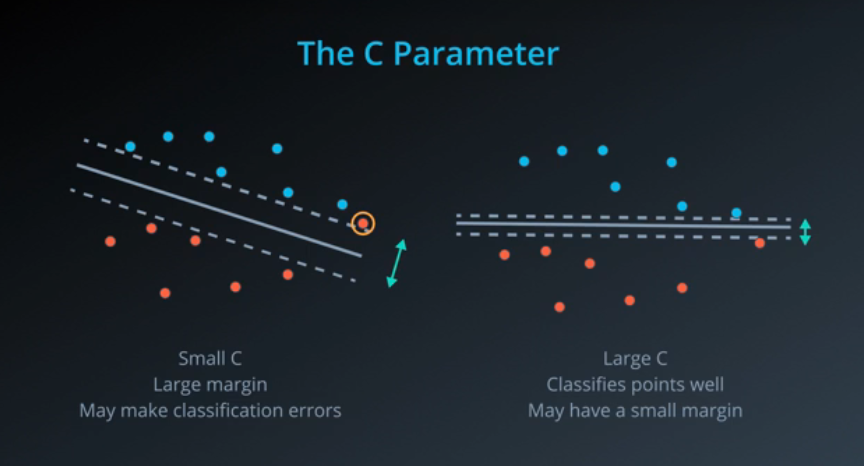 The C Parameter
Small C
Large margin
May make classification errors
Large C
Classifies points well
May have a small margin